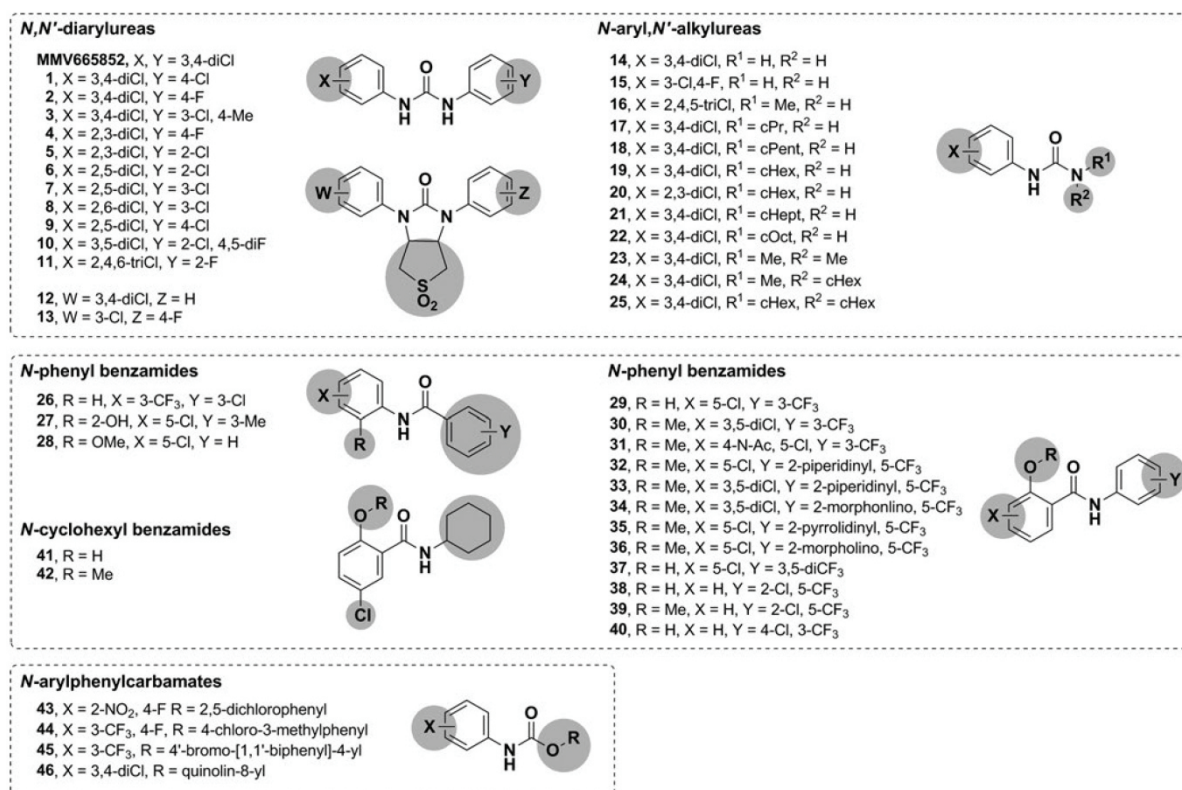 N,N'-diarylureas
MMV665852, X, Y = 3,4-diCl
1, X = 3,4-diCl, Y = 4-Cl
2, X = 3,4-diCl, Y = 4-F
3, X = 3,4-diCl, Y = 3-Cl, 4-Me
4, X = 2,3-diCl, Y = 4-F
5, X = 2,3-diCl, Y = 2-Cl
6, X = 2,5-diCl, Y = 2-Cl
7, X = 2,5-diCl, Y = 3-Cl
8, X = 2,6-diCl, Y = 3-Cl
9, X = 2,5-diCl, Y = 4-Cl
10, X = 3,5-diCl, Y = 2-Cl, 4,5-diF
11, X = 2,4,6-triCl, Y = 2-F
12, W = 3,4-diCl, Z = H
13, W = 3-Cl, Z = 4-F
X
O
N
H
N
H
Y
W
O
N
N
Z
S
O2
N-aryl,N'-alkylureas
14, X = 3,4-diCl, R1 = H, R2 = H
15, X = 3-Cl,4-F, R1 = H, R2 = H
16, X = 2,4,5-triCl, R1 = Me, R2 = H
17, X = 3,4-diCl, R1 = cPr, R2 = H
18, X = 3,4-diCl, R1 = cPent, R2 = H
19, X = 3,4-diCl, R1 = cHex, R2 = H
20, X = 2,3-diCl, R1 = cHex, R2 = H
21, X = 3,4-diCl, R1 = cHept, R2 = H
22, X = 3,4-diCl, R1 = cOct, R2 = H
23, X = 3,4-diCl, R1 = Me, R2 = Me
24, X = 3,4-diCl, R1 = Me, R2 = cHex
25, X = 3,4-diCl, R1 = cHex, R2 = cHex
X
O
N
H
N
R1
R2
N-phenyl benzamides
26, R = H, X = 3-CF3, Y = 3-Cl
27, R = 2-OH, X = 5-Cl, Y = 3-Me
28, R = OMe, X = 5-Cl, Y = H
X
O
N
H
R
Y
N-cyclohexyl benzamides
41, R = H
42, R = Me
O
R
O
N
H
Cl
N-phenyl benzamides
29, R = H, X = 5-Cl, Y = 3-CF3
30, R = Me, X = 3,5-diCl, Y = 3-CF3
31, R = Me, X = 4-N-Ac, 5-Cl, Y = 3-CF3
32, R = Me, X = 5-Cl, Y = 2-piperidinyl, 5-CF3
33, R = Me, X = 3,5-diCl, Y = 2-piperidinyl, 5-CF3
34, R = Me, X = 3,5-diCl, Y = 2-morphonlino, 5-CF3
35, R = Me, X = 5-Cl, Y = 2-pyrrolidinyl, 5-CF3
36, R = Me, X = 5-Cl, Y = 2-morpholino, 5-CF3
37, R = H, X = 5-Cl, Y = 3,5-diCF3
38, R = H, X = H, Y = 2-Cl, 5-CF3
39, R = Me, X = H, Y = 2-Cl, 5-CF3
40, R = H, X = H, Y = 4-Cl, 3-CF3
O
R
O
X
N
H
Y
N-arylphenylcarbamates
43, X = 2-NO2, 4-F R = 2,5-dichlorophenyl
44, X = 3-CF3, 4-F, R = 4-chloro-3-methylphenyl
45, X = 3-CF3, R = 4'-bromo-[1,1'-biphenyl]-4-yl
46, X = 3,4-diCl, R = quinolin-8-yl
X
O
N
H
O
R